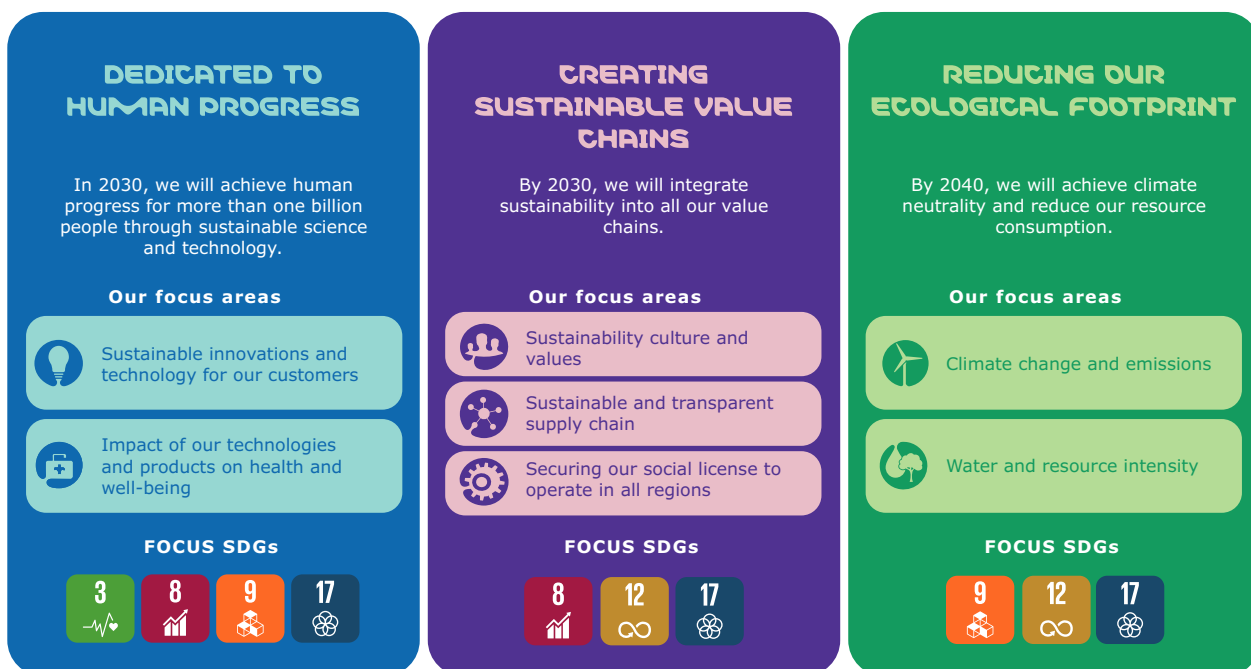 DEDICATED TO
HUMAN PROGRESS
In 2030, we will achieve human
progress for more than one billion
people through sustainable science
and technology.
Our focus areas
Sustainable innovations and
technology for our customers
Impact of our technologies
and products on health and
well-being
FOCUS SDGs
3 8 9 17
CREATING
SUSTAINABLE VALUE
CHAINS
By 2030, we will integrate
sustainability into all our value
chains.
Our focus areas
Sustainability culture and
values
Sustainable and transparent
supply chain
Securing our social license to
operate in all regions
FOCUS SDGs
8 12 17
REDUCING OUR
ECOLOGICAL FOOTPRINT
By 2040, we will achieve climate
neutrality and reduce our resource
consumption.
Our focus areas
Climate change and emissions
Water and resource intensity
FOCUS SDGs
9 12 17